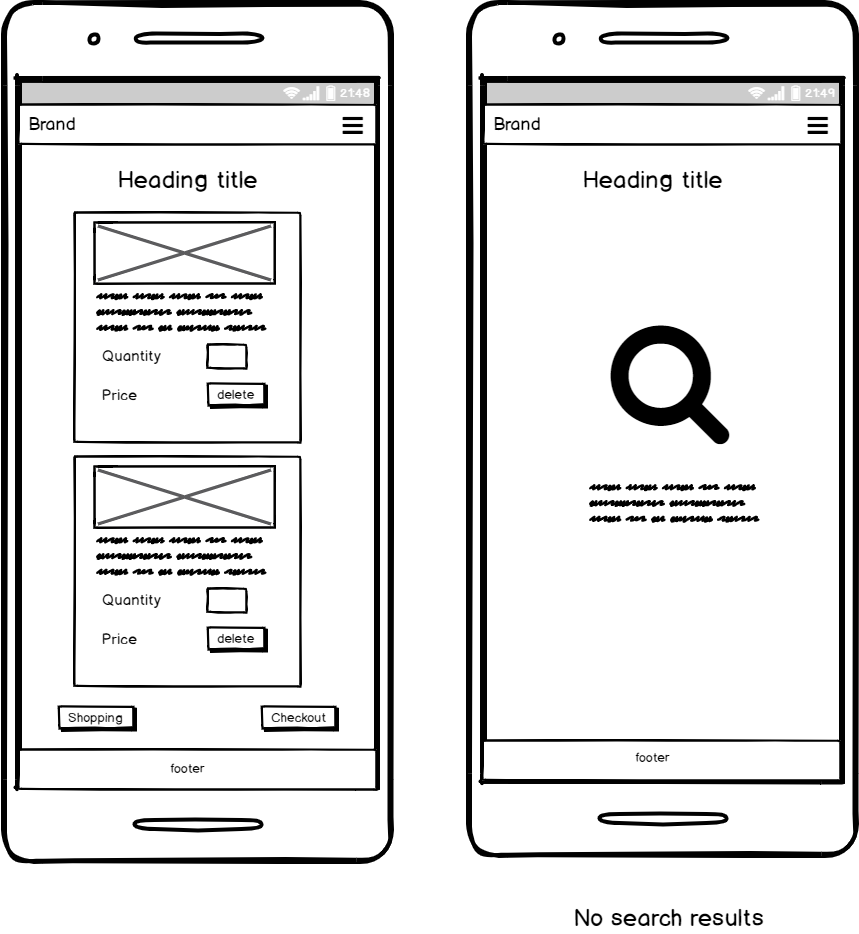 21:48
Brand
Heading title
Quantity
Price
delete
Quantity
Price
delete
Shopping
Checkout
footer
21:49
Brand
Heading title
footer
No search results